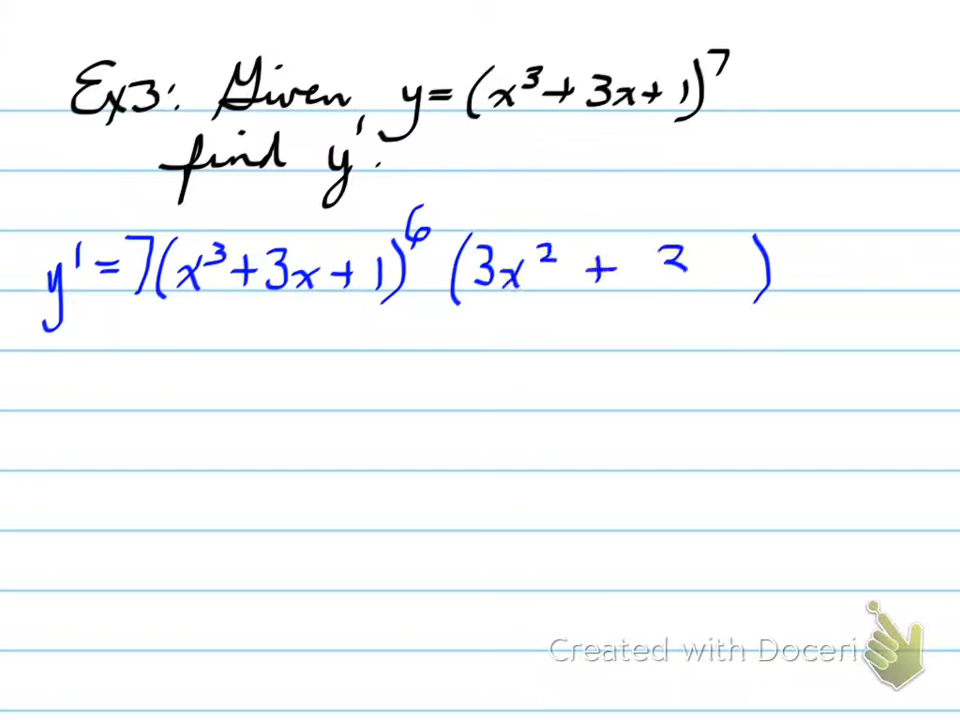 Ex3: Given y=(x³+3x+1)⁷
find y'.
y'=7(x³+3x+1)⁶ (3x² + 3 )
Created with Doceri